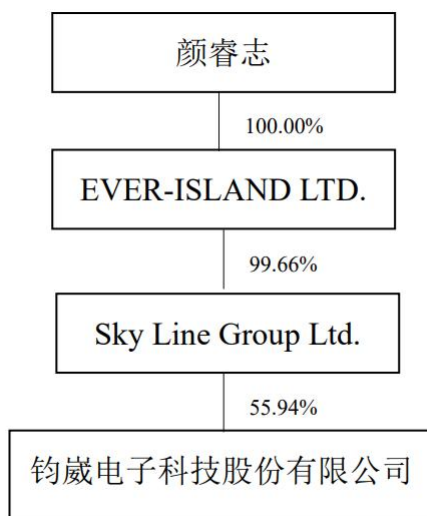 颜睿志
100.00%
EVER-ISLAND LTD.
99.66%
Sky Line Group Ltd.
55.94%
钧崴电子科技股份有限公司